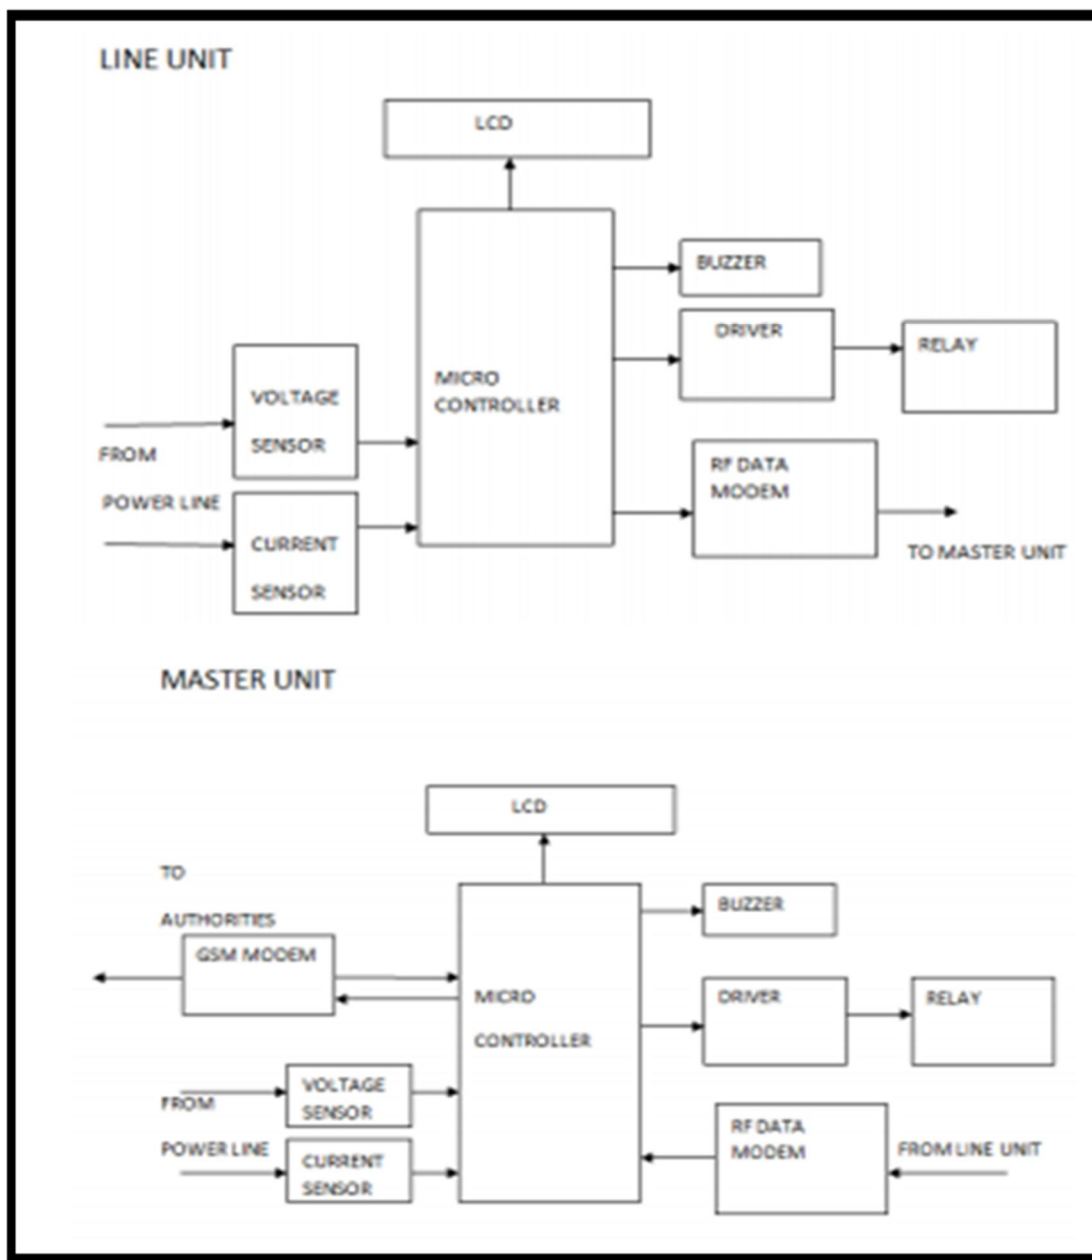 LINE UNIT
LCD
BUZZER
DRIVER
RELAY
MICRO
CONTROLLER
VOLTAGE
SENSOR
FROM
POWER LINE
CURRENT
SENSOR
RF DATA
MODEM
TO MASTER UNIT
MASTER UNIT
LCD
TO
AUTHORITIES
GSM MODEM
BUZZER
MICRO
CONTROLLER
DRIVER
RELAY
VOLTAGE
SENSOR
FROM
POWER LINE
CURRENT
SENSOR
RF DATA
MODEM
FROM LINE UNIT